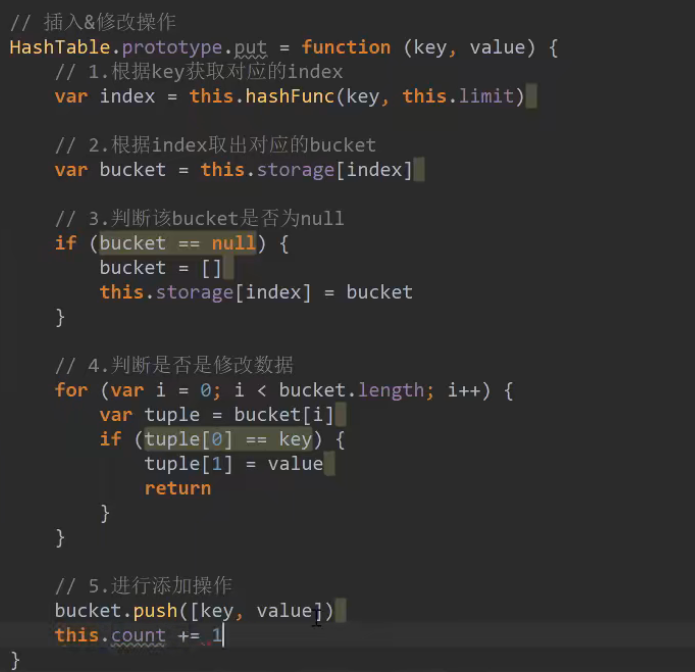 // 插入&修改操作
HashTable.prototype.put = function (key, value) {
    // 1.根据key获取对应的index
    var index = this.hashFunc(key, this.limit)
    // 2.根据index取出对应的bucket
    var bucket = this.storage[index]
    // 3.判断该bucket是否为null
    if (bucket == null) {
        bucket = []
        this.storage[index] = bucket
    }
    // 4.判断是否是修改数据
    for (var i = 0; i < bucket.length; i++) {
        var tuple = bucket[i]
        if (tuple[0] == key) {
            tuple[1] = value
            return
        }
    }
    // 5.进行添加操作
    bucket.push([key, value])
    this.count += 1
}